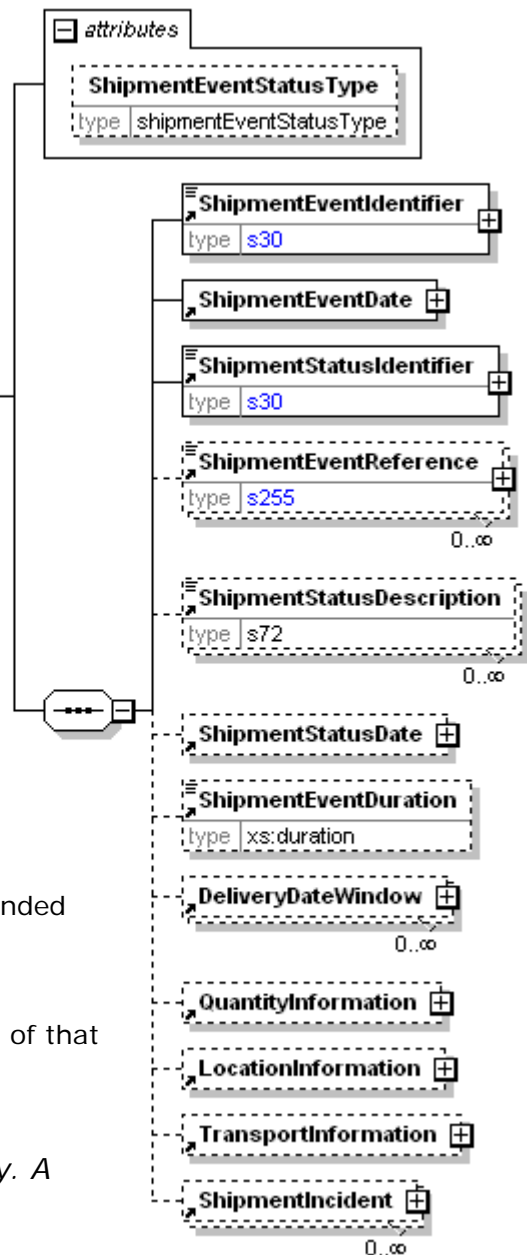 attributes
ShipmentEventStatusType
type shipmentEventStatusType
ShipmentEventIdentifier
type s30
ShipmentEventDate
ShipmentStatusIdentifier
type s30
ShipmentEventReference
type s255
0..∞
ShipmentStatusDescription
type s72
0..∞
ShipmentStatusDate
ShipmentEventDuration
type xs:duration
nded
DeliveryDateWindow
0..∞
QuantityInformation
of that
LocationInformation
TransportInformation
y. A
ShipmentIncident
0..∞